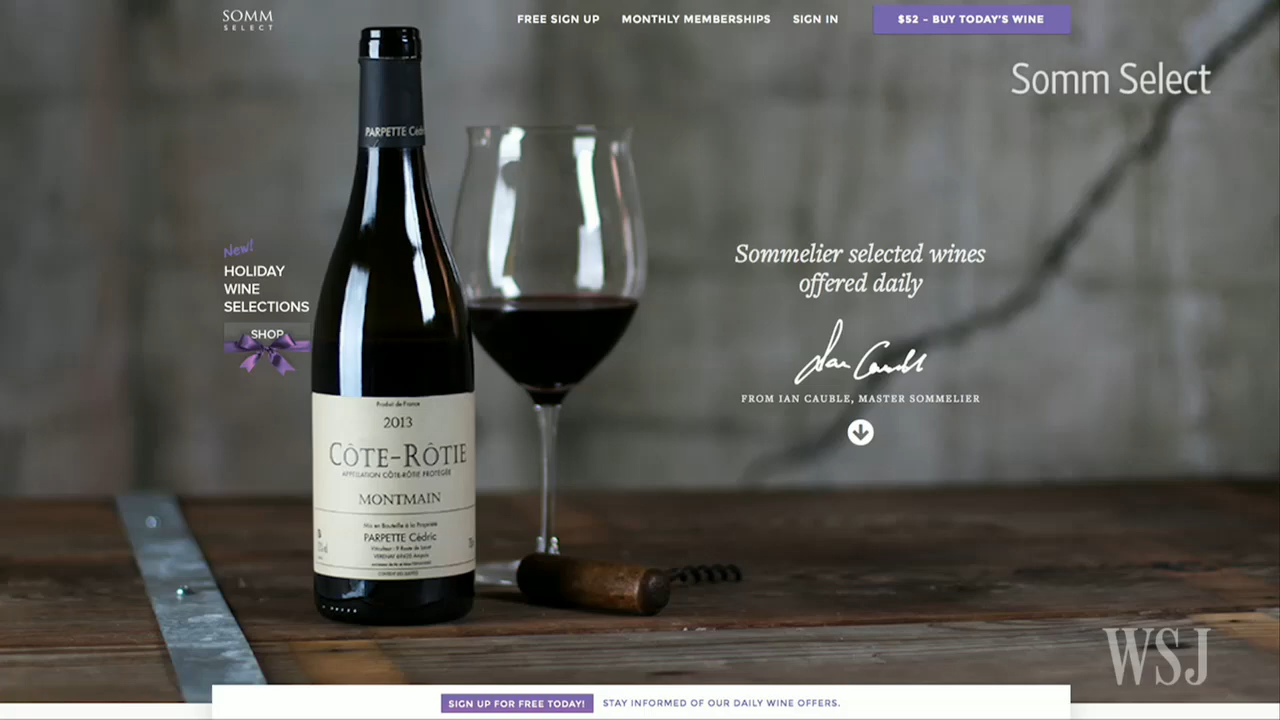 SOMM
SELECT
FREE SIGN UP
MONTHLY MEMBERSHIPS
SIGN IN
$52 – BUY TODAY'S WINE
Somm Select
PARPETTE
New!
HOLIDAY
WINE
SELECTIONS
SHOP
Sommelier selected wines
offered daily
Ian Cauble
FROM IAN CAUBLE, MASTER SOMMELIER
Produit de France
2013
CÔTE-RÔTIE
APPELLATION CÔTE-RÔTIE PROTÉGÉE
MONTMAIN
Mis en Bouteille à la Propriété
PARPETTE Cédric
WSJ
SIGN UP FOR FREE TODAY!
STAY INFORMED OF OUR DAILY WINE OFFERS.